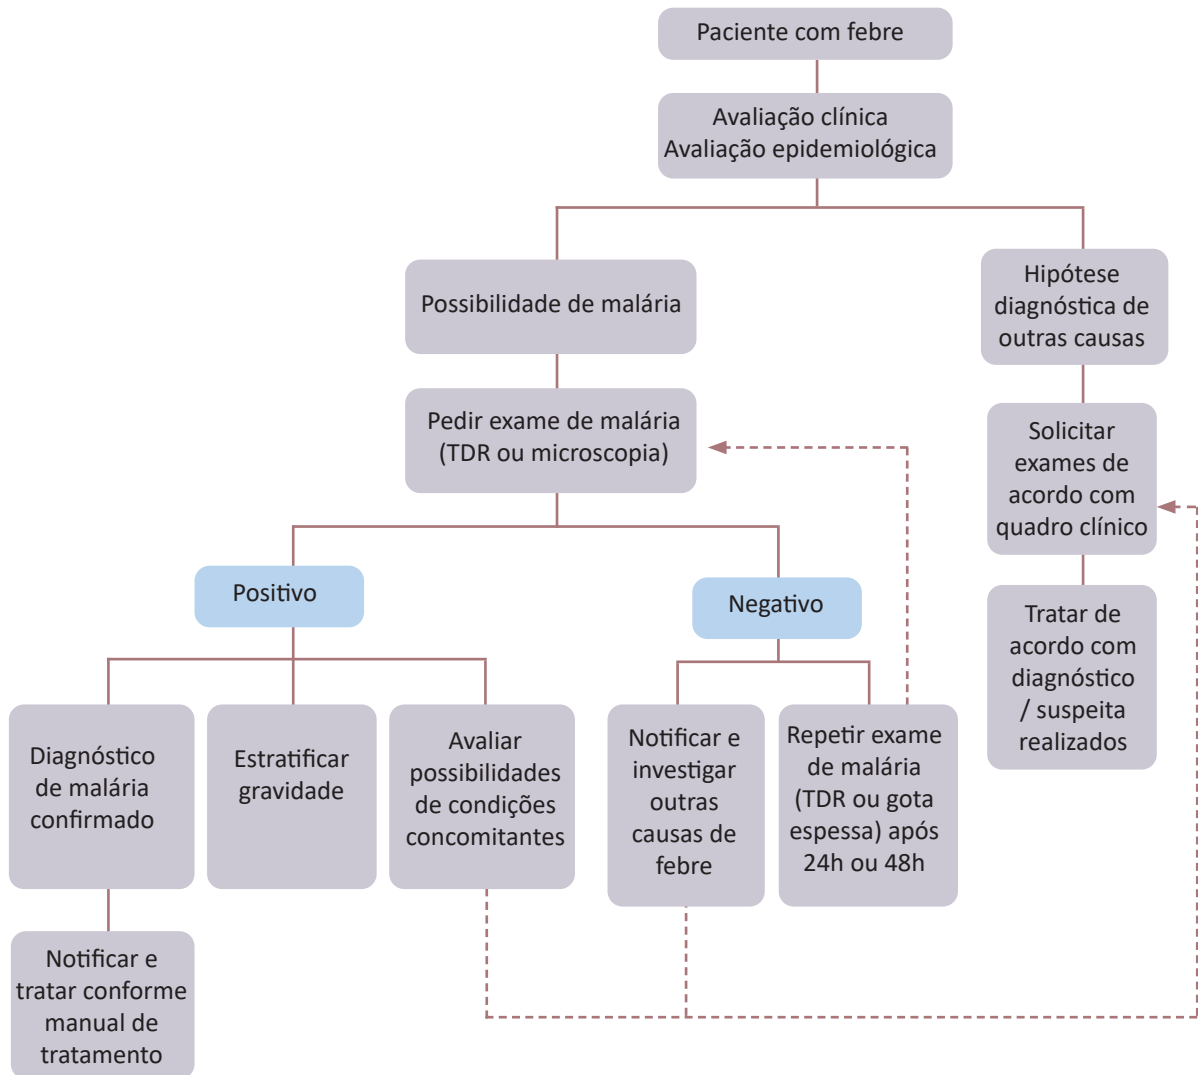 Paciente com febre
Avaliação clínica
Avaliação epidemiológica
Possibilidade de malária
Hipótese
diagnóstica de
outras causas
Pedir exame de malária
(TDR ou microscopia)
Solicitar
exames de
acordo com
quadro clínico
Positivo
Negativo
Tratar de
acordo com
diagnóstico
/ suspeita
realizados
Diagnóstico
de malária
confirmado
Estratificar
gravidade
Avaliar
possibilidades
de condições
concomitantes
Notificar e
investigar
outras
causas de
febre
Repetir exame
de malária
(TDR ou gota
espessa) após
24h ou 48h
Notificar e
tratar conforme
manual de
tratamento